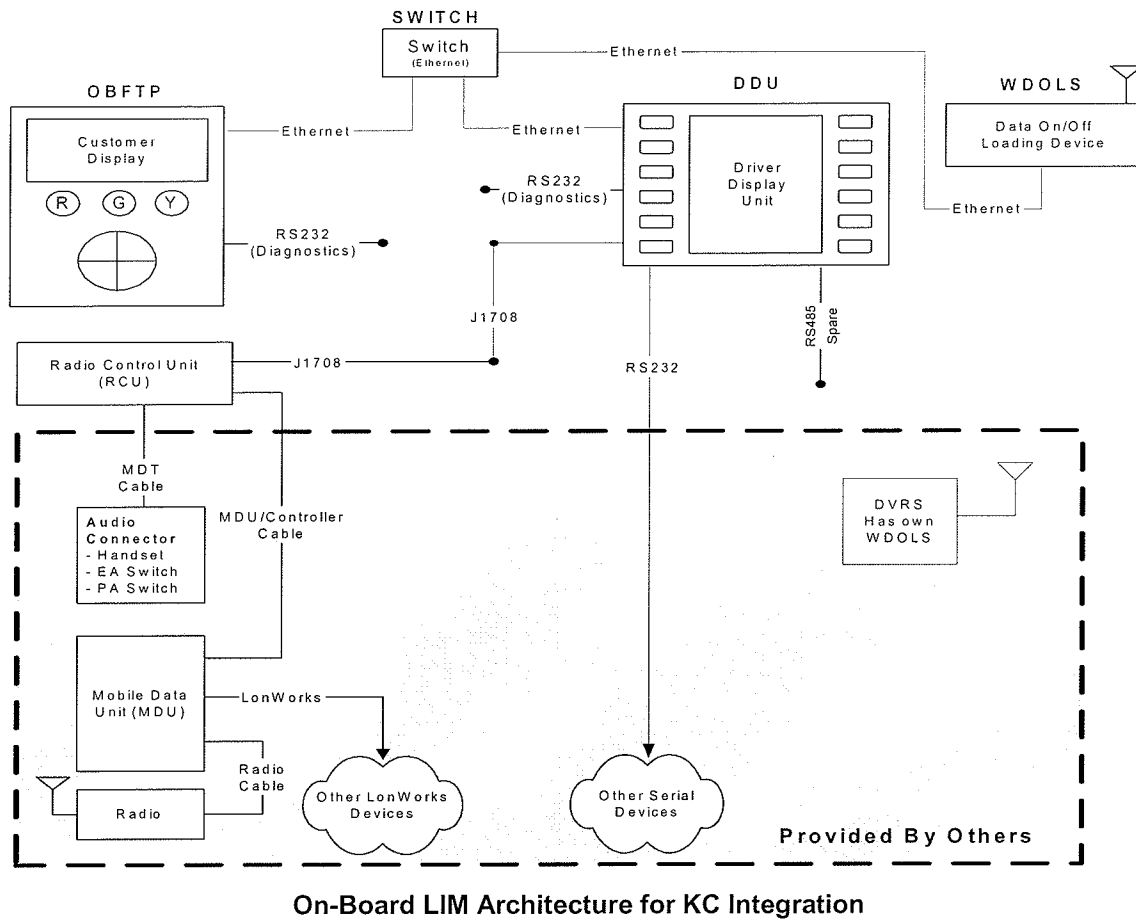 SWITCH
Switch
(Ethernet)
Ethernet
OBFTP
DDU
WDOLS
Customer
Display
Ethernet
Ethernet
Data On/Off
Loading Device
R G Y
Driver
Display
Unit
RS232
(Diagnostics)
Ethernet
RS232
(Diagnostics)
J1708
RS485
Spare
Radio Control Unit
(RCU)
J1708
RS232
MDT
Cable
MDU/Controller
Cable
DVRS
Has own
WDOLS
Audio
Connector
- Handset
- EA Switch
- PA Switch
Mobile Data
Unit (MDU)
LonWorks
Radio
Cable
Radio
Other LonWorks
Devices
Other Serial
Devices
Provided By Others
On-Board LIM Architecture for KC Integration